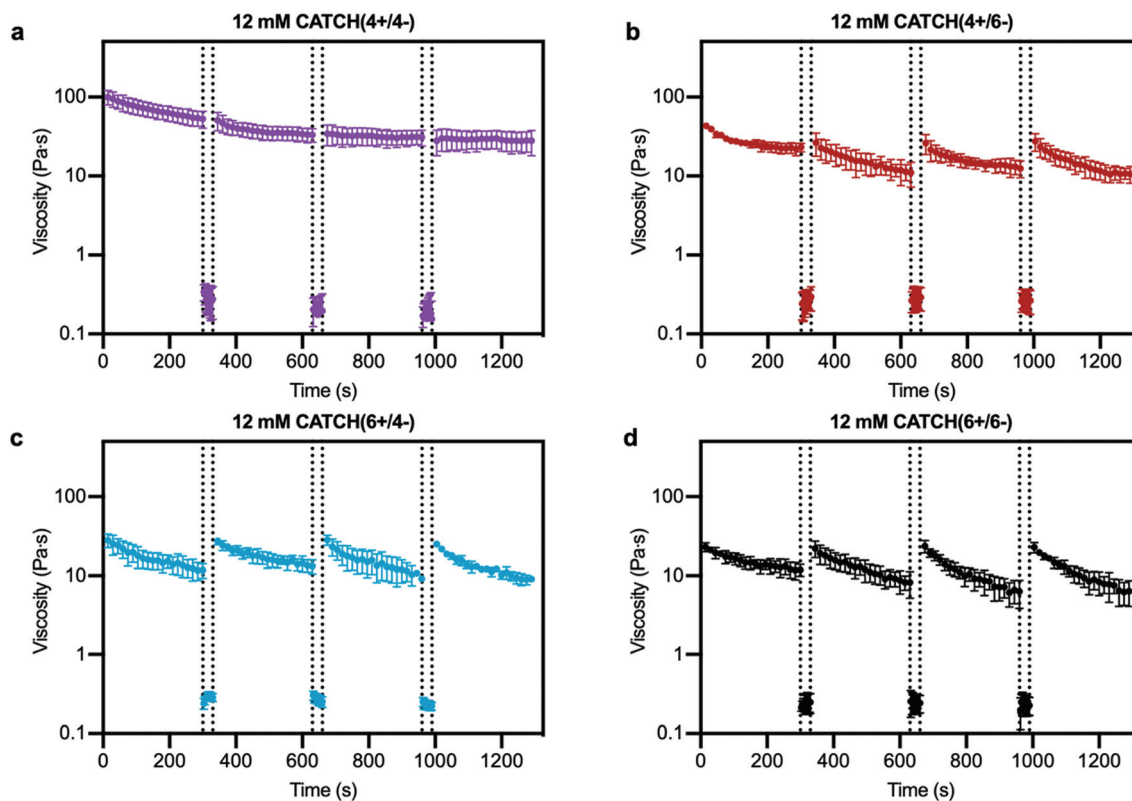 a
12 mM CATCH(4+/4-)
Viscosity (Pa·s)
100
10
1
0.1
0 200 400 600 800 1000 1200
Time (s)
b
12 mM CATCH(4+/6-)
Viscosity (Pa·s)
100
10
1
0.1
0 200 400 600 800 1000 1200
Time (s)
c
12 mM CATCH(6+/4-)
Viscosity (Pa·s)
100
10
1
0.1
0 200 400 600 800 1000 1200
Time (s)
d
12 mM CATCH(6+/6-)
Viscosity (Pa·s)
100
10
1
0.1
0 200 400 600 800 1000 1200
Time (s)